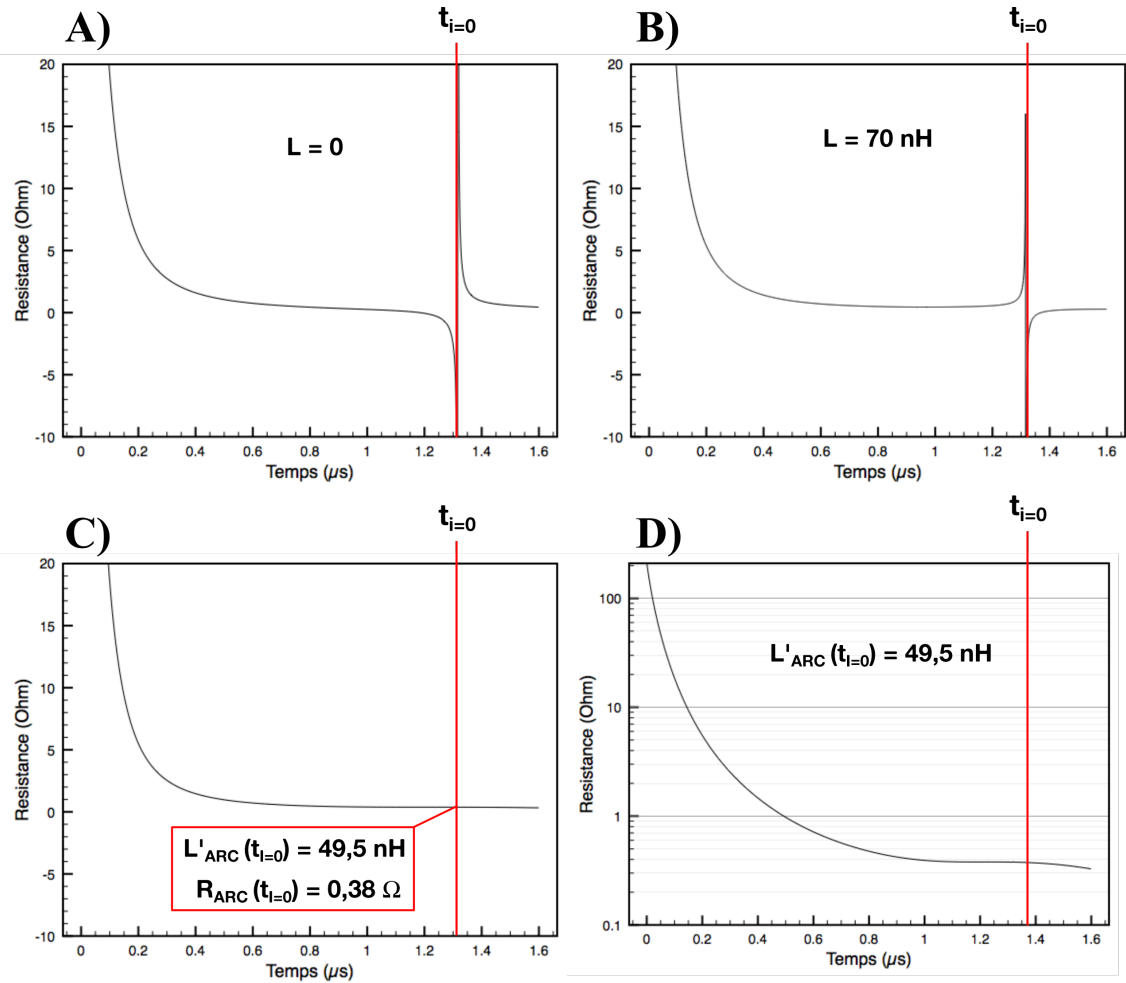 A)
t i=0
L = 0
20
15
10
5
0
-5
-10
Resistance (Ohm)
0 0.2 0.4 0.6 0.8 1 1.2 1.4 1.6
Temps (µs)
B)
t i=0
L = 70 nH
20
15
10
5
0
-5
-10
Resistance (Ohm)
0 0.2 0.4 0.6 0.8 1 1.2 1.4 1.6
Temps (µs)
C)
t i=0
20
15
10
5
0
-5
-10
Resistance (Ohm)
L'ARC (tI=0) = 49,5 nH
RARC (tI=0) = 0,38 Ω
0 0.2 0.4 0.6 0.8 1 1.2 1.4 1.6
Temps (µs)
D)
t i=0
L'ARC (tI=0) = 49,5 nH
100
10
1
0.1
Resistance (Ohm)
0 0.2 0.4 0.6 0.8 1 1.2 1.4 1.6
Temps (µs)